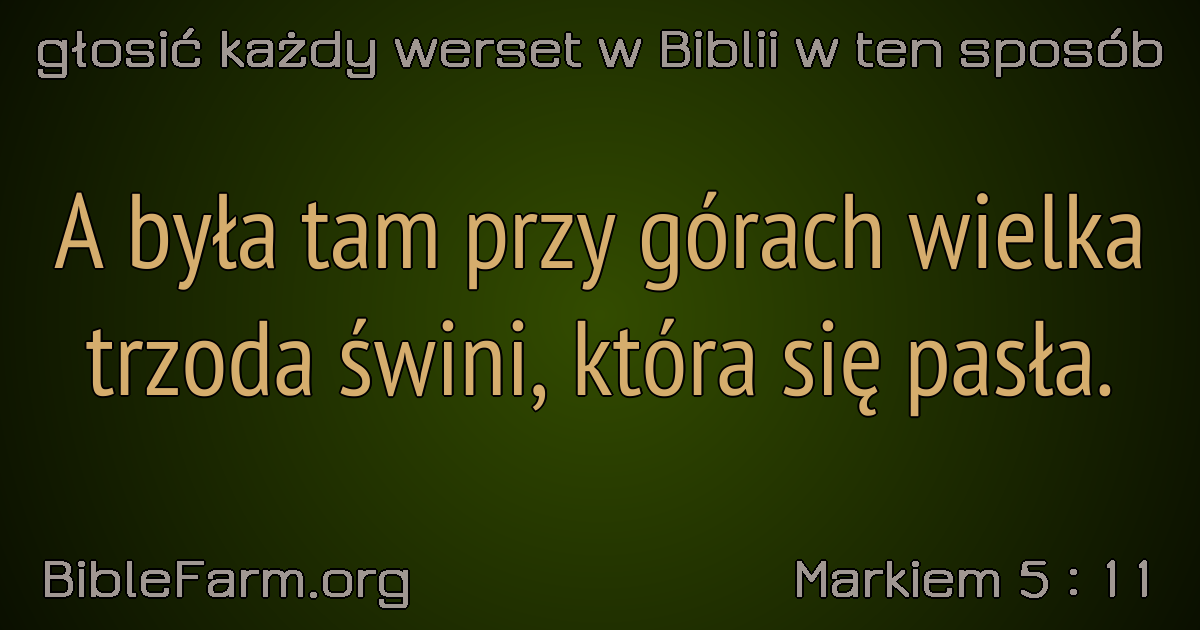 głosić każdy werset w Biblii w ten sposób
A była tam przy górach wielka
trzoda świni, która się pasła.
BibleFarm.org
Markiem 5 : 11